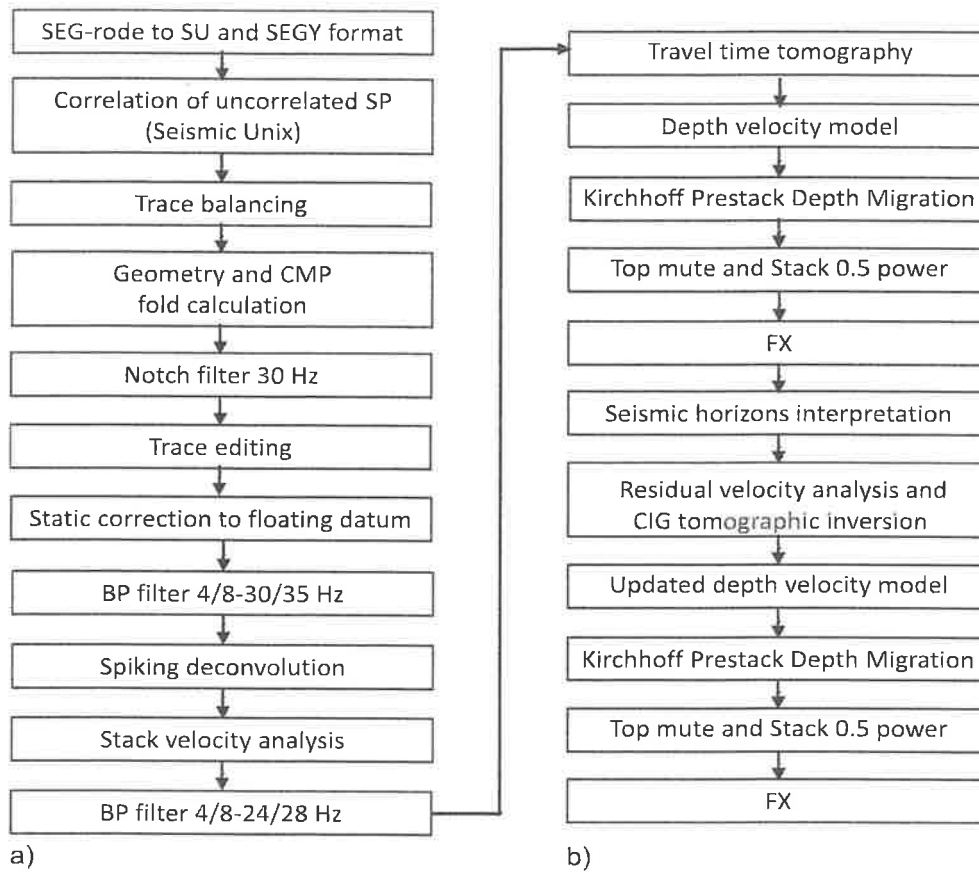 SEG-rode to SU and SEGY format
Correlation of uncorrelated SP
(Seismic Unix)
Trace balancing
Geometry and CMP
fold calculation
Notch filter 30 Hz
Trace editing
Static correction to floating datum
BP filter 4/8-30/35 Hz
Spiking deconvolution
Stack velocity analysis
BP filter 4/8-24/28 Hz
a)
Travel time tomography
Depth velocity model
Kirchhoff Prestack Depth Migration
Top mute and Stack 0.5 power
FX
Seismic horizons interpretation
Residual velocity analysis and
CIG tomographic inversion
Updated depth velocity model
Kirchhoff Prestack Depth Migration
Top mute and Stack 0.5 power
FX
b)